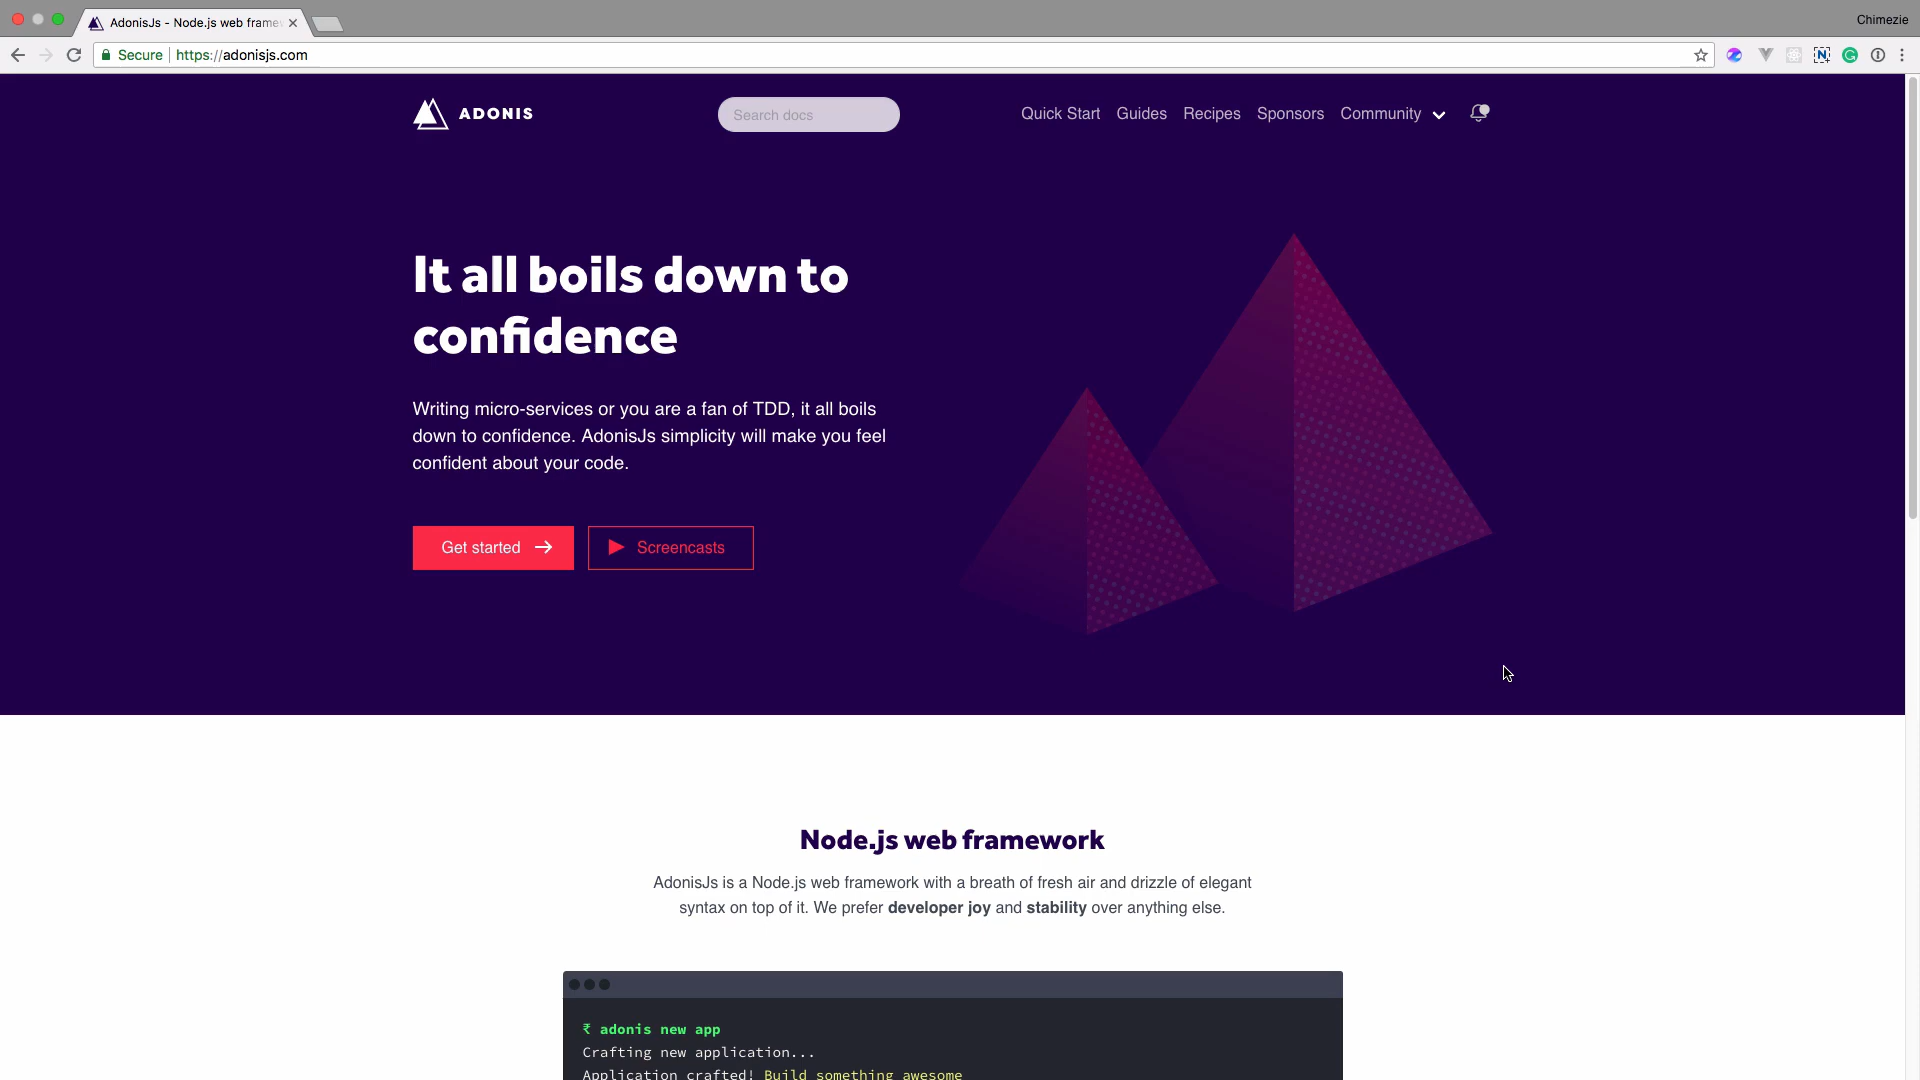 AdonisJs - Node.js web frame
Chimezie
Secure
https://adonisjs.com
ADONIS
Search docs
Quick Start
Guides
Recipes
Sponsors
Community
It all boils down to
confidence
Writing micro-services or you are a fan of TDD, it all boils
down to confidence. AdonisJs simplicity will make you feel
confident about your code.
Get started
Screencasts
Node.js web framework
AdonisJs is a Node.js web framework with a breath of fresh air and drizzle of elegant
syntax on top of it. We prefer developer joy and stability over anything else.
₹ adonis new app
Crafting new application...
Application crafted! Build something awesome